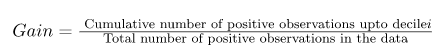 Gain = Cumulative number of positive observations upto decilei
Total number of positive observations in the data